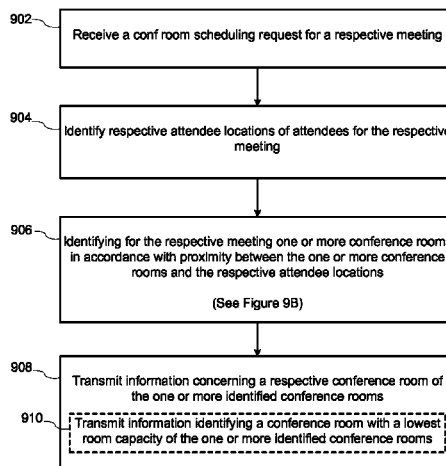 902
Receive a conf room scheduling request for a respective meeting
904
Identify respective attendee locations of attendees for the respective
meeting
906
Identifying for the respective meeting one or more conference rooms
in accordance with proximity between the one or more conference
rooms and the respective attendee locations
(See Figure 9B)
908
Transmit information concerning a respective conference room of
the one or more identified conference rooms
910
Transmit information identifying a conference room with a lowest
room capacity of the one or more identified conference rooms